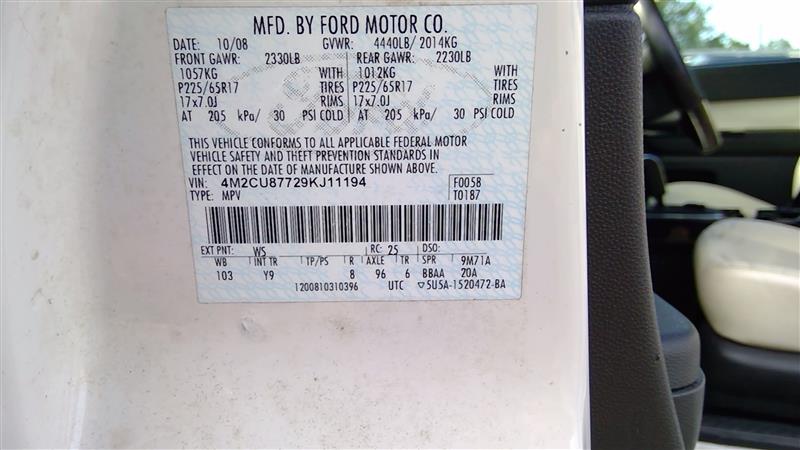 MFD. BY FORD MOTOR CO.
DATE: 10/08 GVWR: 4440LB/ 2014KG
FRONT GAWR: 2330LB REAR GAWR: 2230LB
1057KG WITH 1012KG WITH
P225/65R17 TIRES P225/65R17 TIRES
17x7.0J RIMS 17x7.0J RIMS
AT 205 kPa/ 30 PSI COLD AT 205 kPa/ 30 PSI COLD
THIS VEHICLE CONFORMS TO ALL APPLICABLE FEDERAL MOTOR
VEHICLE SAFETY AND THEFT PREVENTION STANDARDS IN
EFFECT ON THE DATE OF MANUFACTURE SHOWN ABOVE.
VIN: 4M2CU87729KJ11194 F0058
TYPE: MPV T0187
EXT PNT: WS RC: 25 DSO:
WB INT TR TP/PS R AXLE TR SPR 9M71A
103 Y9 8 96 6 BBAA 20A
1200810310396 UTC ▽5U5A-1520472-BA